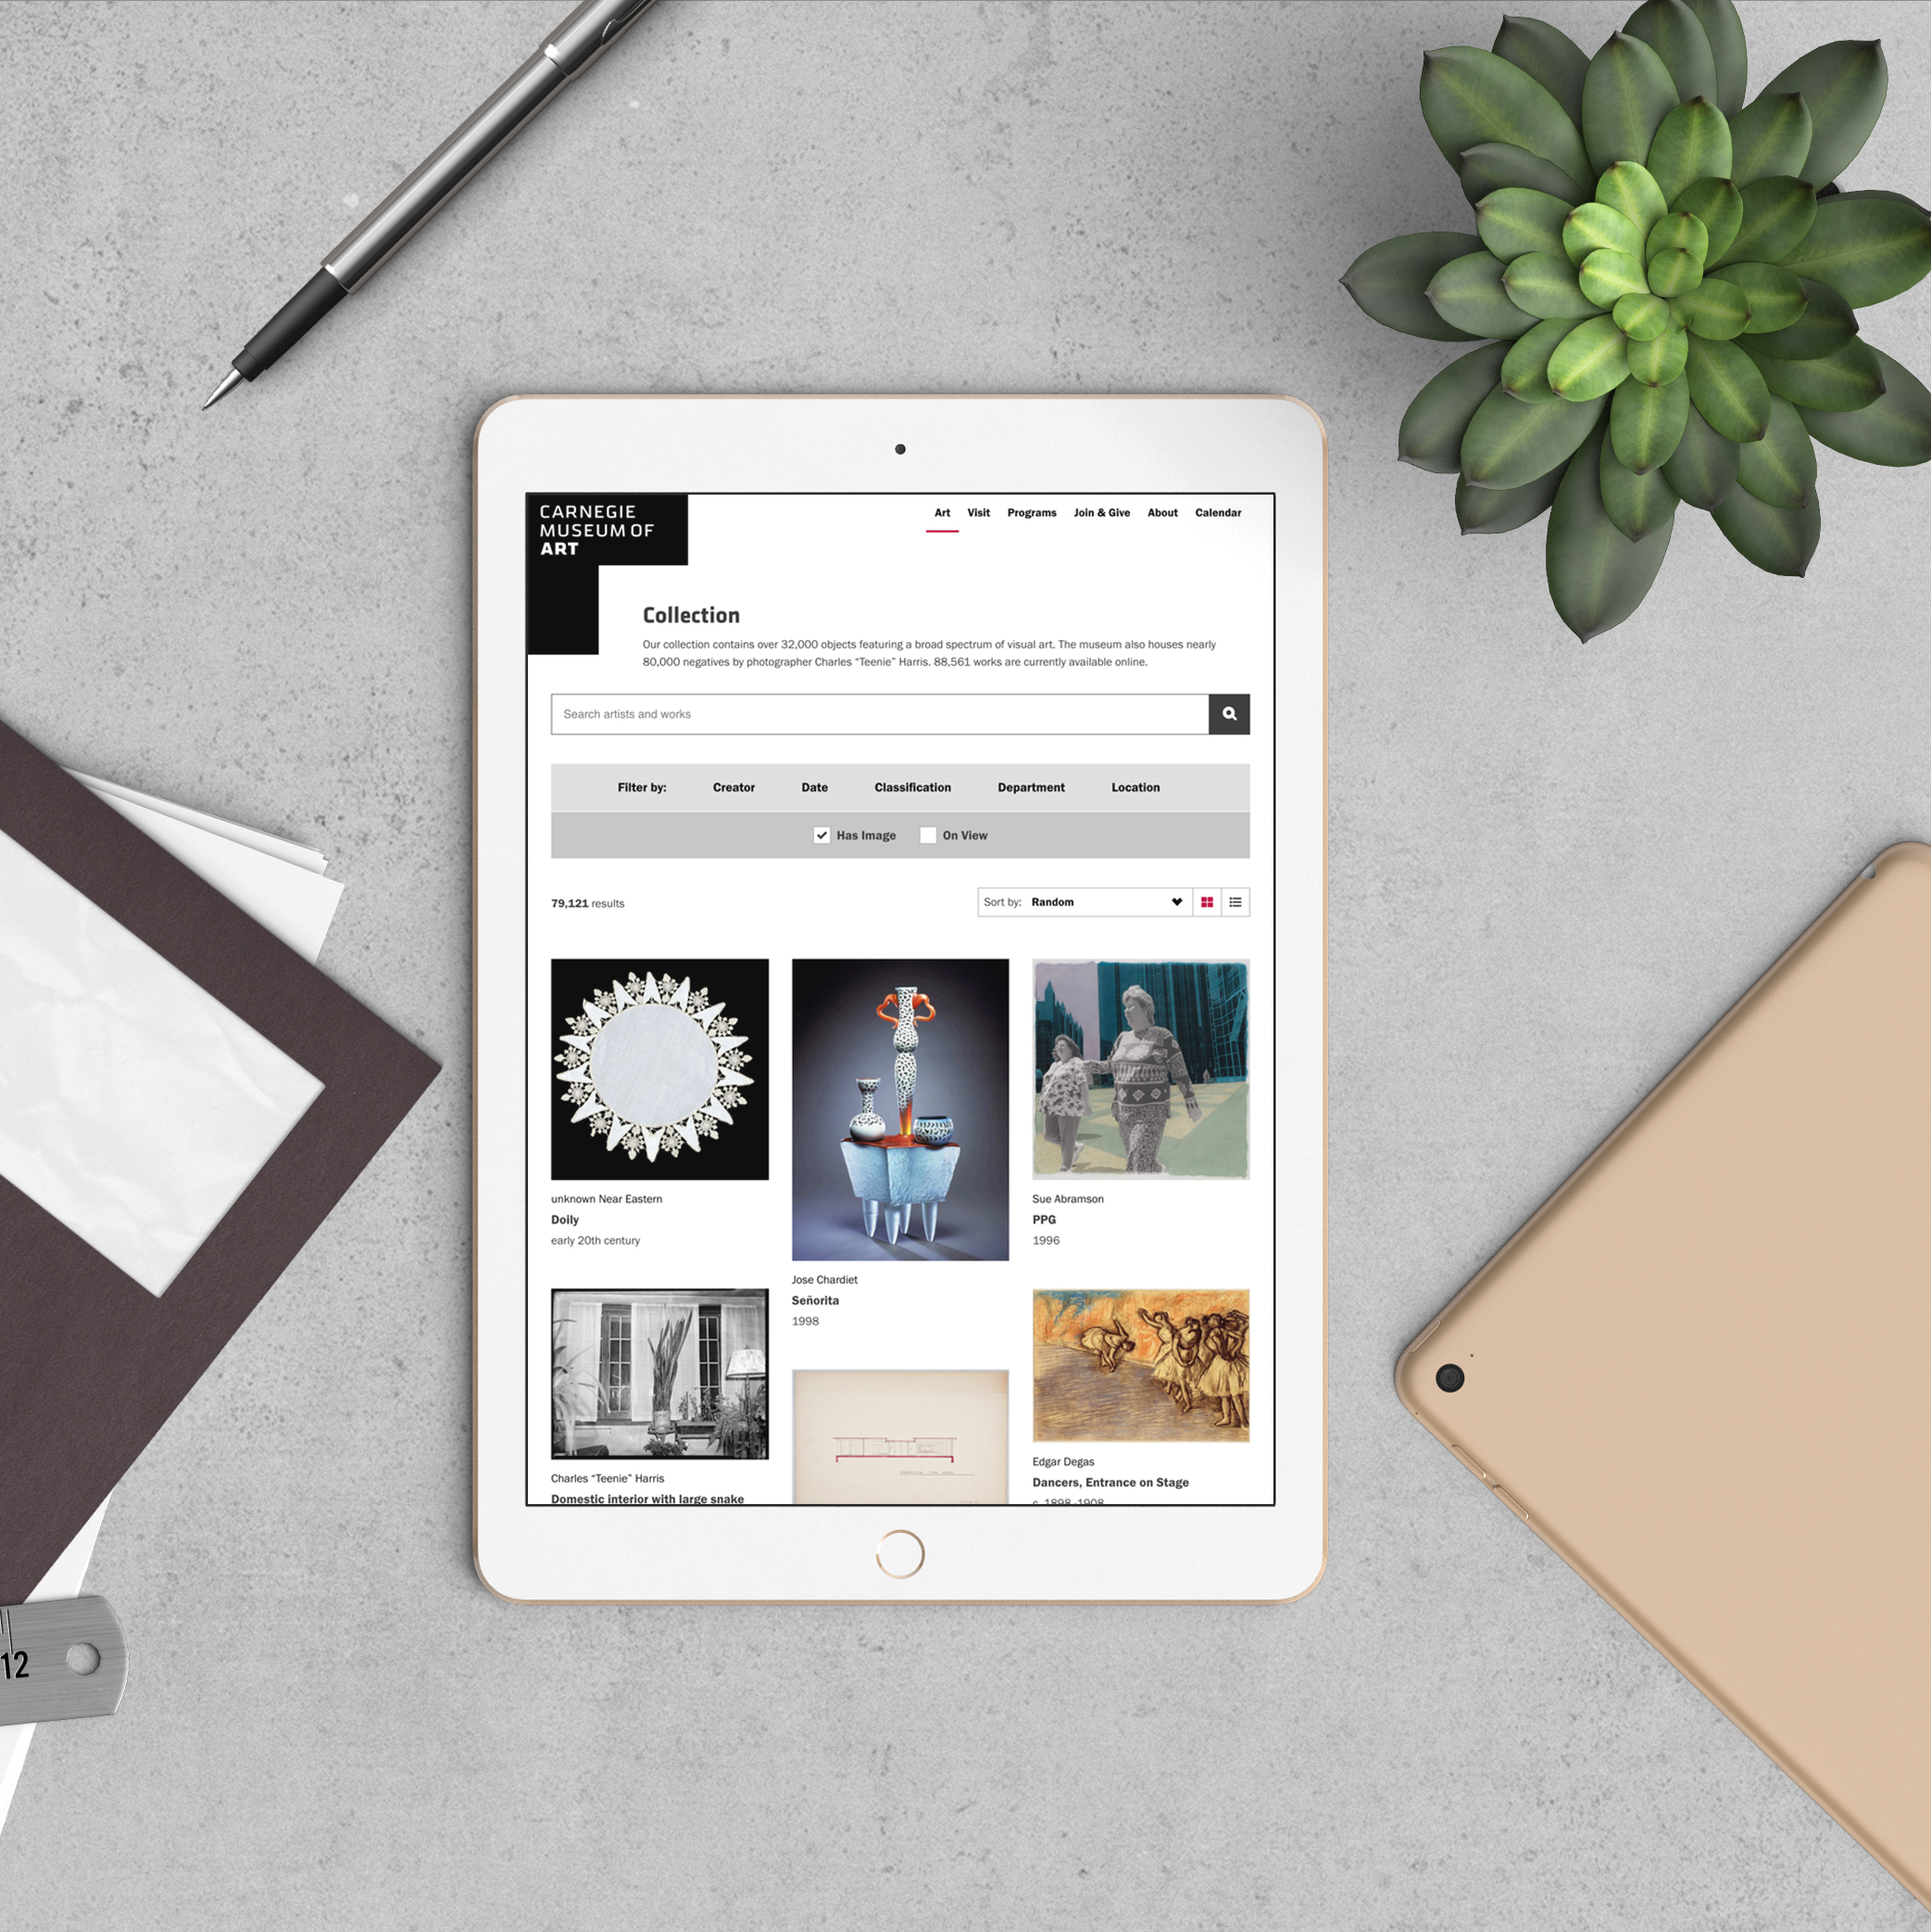 CARNEGIE
MUSEUM OF
ART
Art Visit Programs Join & Give About Calendar
Collection
Our collection contains over 32,000 objects featuring a broad spectrum of visual art. The museum also houses nearly
80,000 negatives by photographer Charles “Teenie” Harris. 88,561 works are currently available online.
Search artists and works
Filter by: Creator Date Classification Department Location
Has Image On View
79,121 results
Sort by: Random
unknown Near Eastern
Doily
early 20th century
Jose Chardiet
Señorita
1998
Sue Abramson
PPG
1996
Charles “Teenie” Harris
Domestic interior with large snake
Edgar Degas
Dancers, Entrance on Stage
c. 1898-1908
12